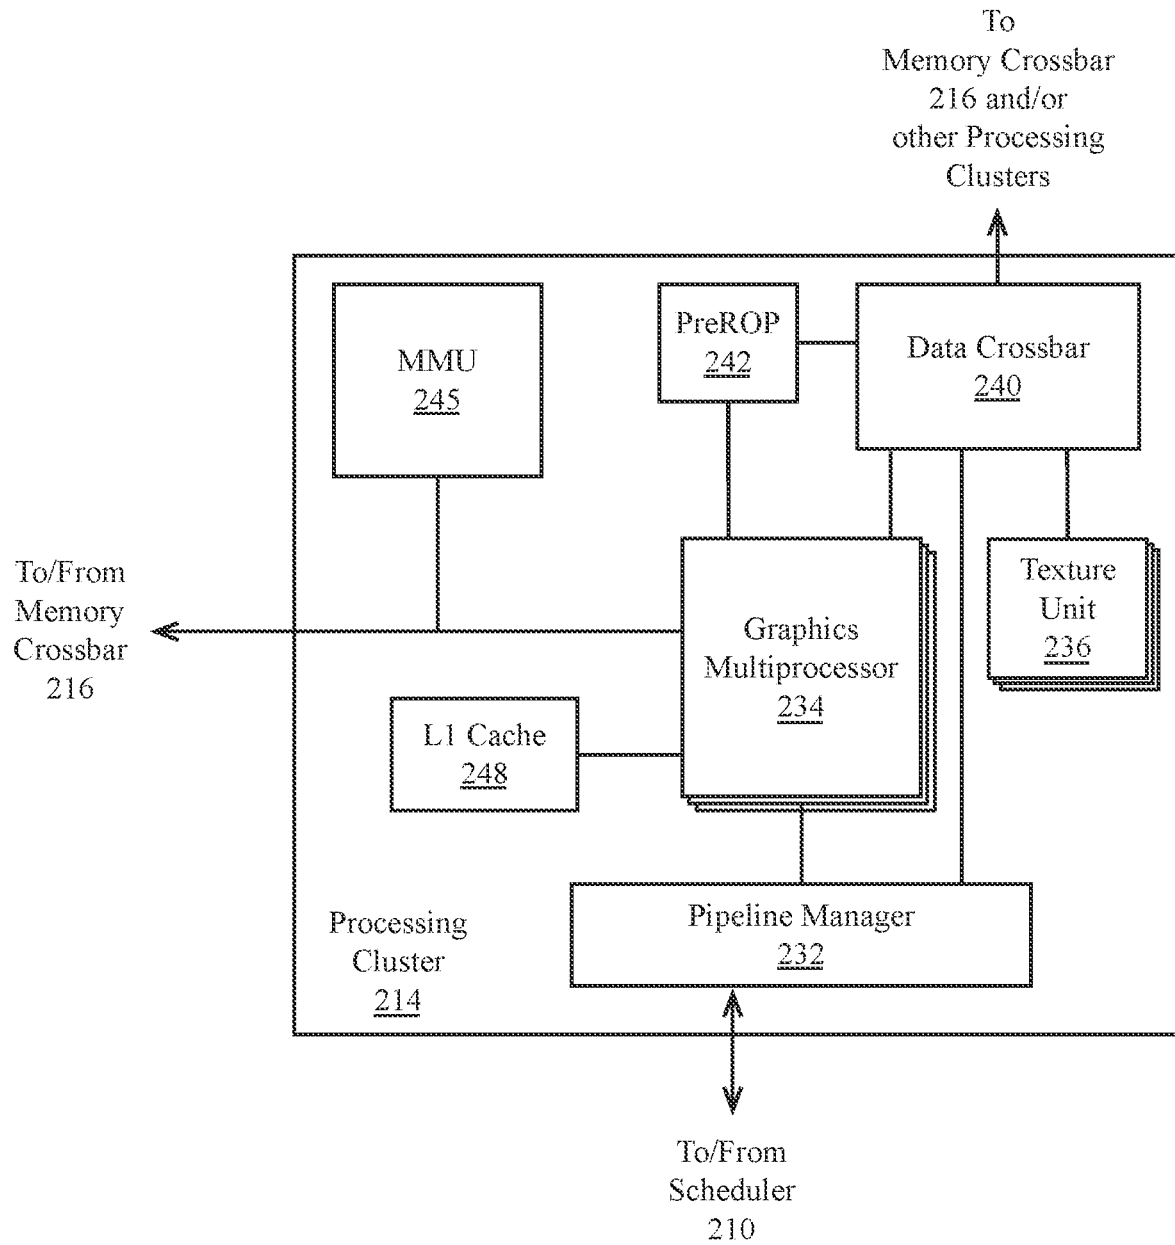 To
Memory Crossbar
216 and/or
other Processing
Clusters
MMU
245
PreROP
242
Data Crossbar
240
To/From
Memory
Crossbar
216
Graphics
Multiprocessor
234
Texture
Unit
236
L1 Cache
248
Pipeline Manager
232
Processing
Cluster
214
To/From
Scheduler
210